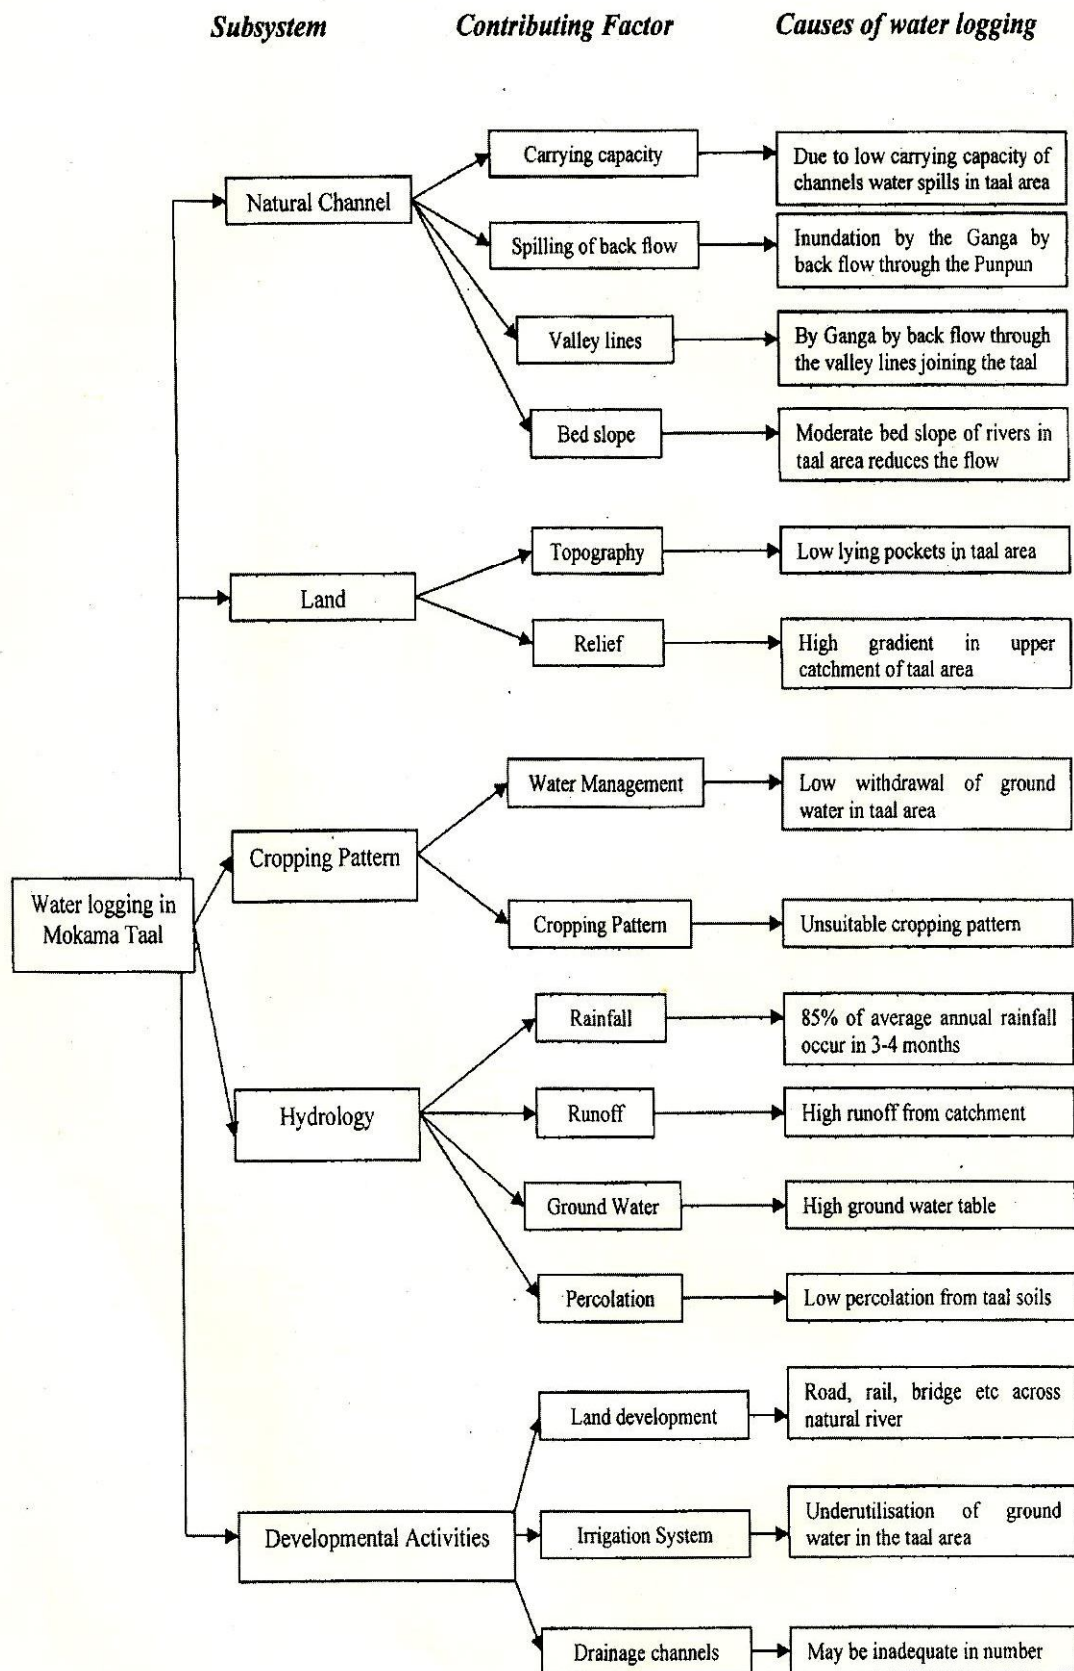 Subsystem Contributing Factor Causes of water logging
Carrying capacity
Due to low carrying capacity of
channels water spills in taal area
Natural Channel
Spilling of back flow
Inundation by the Ganga by
back flow through the Punpun
Valley lines
By Ganga by back flow through
the valley lines joining the taal
Bed slope
Moderate bed slope of rivers in
taal area reduces the flow
Topography
Low lying pockets in taal area
Land
Relief
High gradient in upper
catchment of taal area
Water Management
Low withdrawal of ground
water in taal area
Cropping Pattern
Water logging in
Mokama Taal
Cropping Pattern
Unsuitable cropping pattern
Rainfall
85% of average annual rainfall
occur in 3-4 months
Hydrology
Runoff
High runoff from catchment
Ground Water
High ground water table
Percolation
Low percolation from taal soils
Land development
Road, rail, bridge etc across
natural river
Developmental Activities
Irrigation System
Underutilisation of ground
water in the taal area
Drainage channels
May be inadequate in number